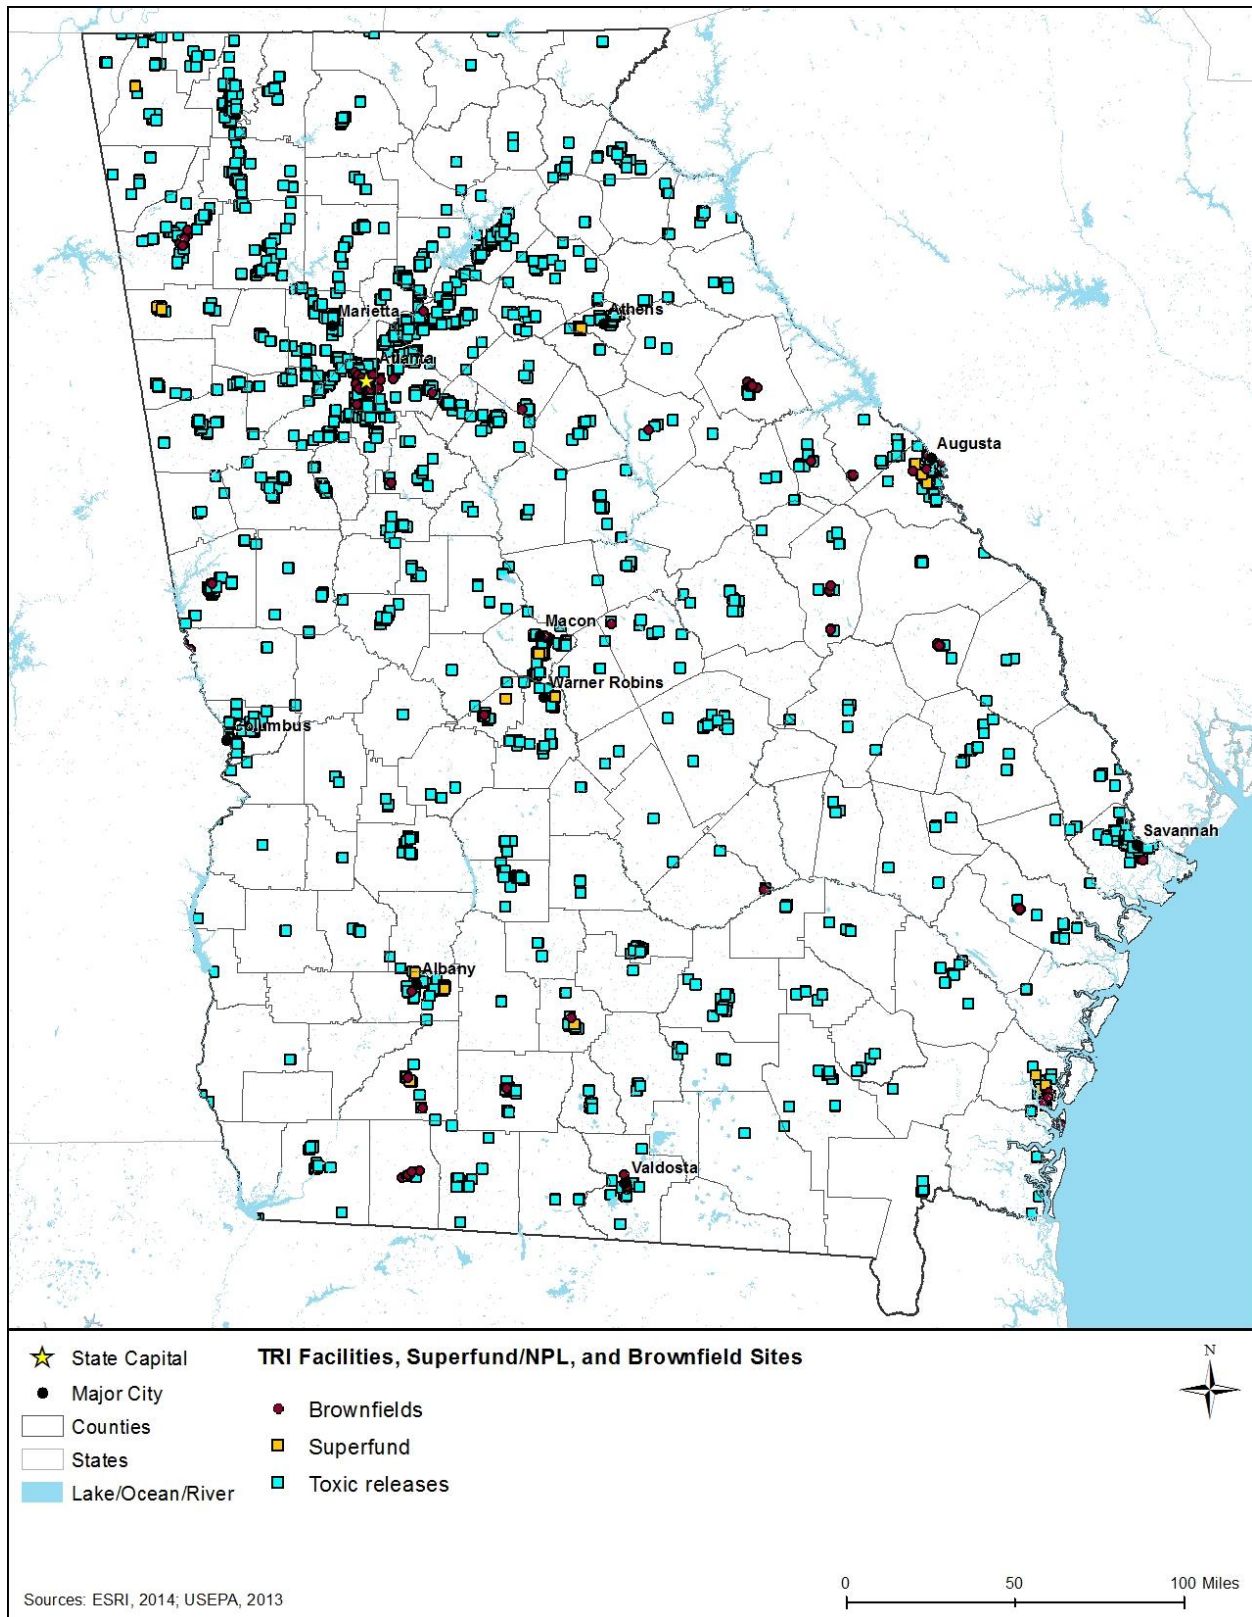 Marietta
Athens
Atlanta
Augusta
Macon
Warner Robins
Columbus
Savannah
Albany
Valdosta
State Capital
TRI Facilities, Superfund/NPL, and Brownfield Sites
N
Major City
Brownfields
Counties
Superfund
States
Toxic releases
Lake/Ocean/River
0 50 100 Miles
Sources: ESRI, 2014; USEPA, 2013